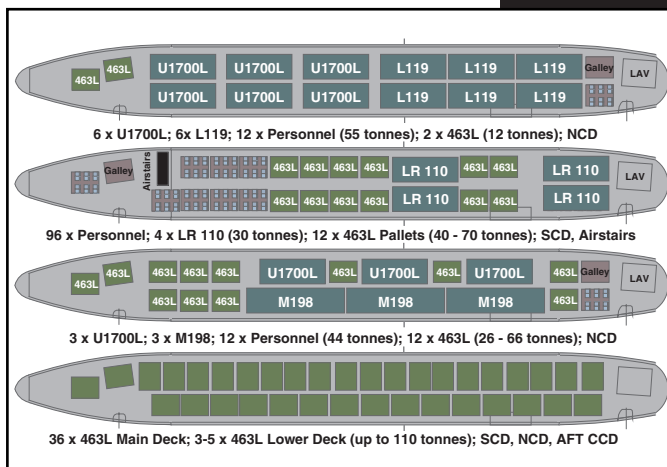 463L 463L U1700L U1700L U1700L L119 L119 L119 Galley LAV
U1700L U1700L U1700L L119 L119 L119
6 x U1700L; 6x L119; 12 x Personnel (55 tonnes); 2 x 463L (12 tonnes); NCD
Galley Airstairs 463L 463L 463L 463L LR 110 463L 463L LR 110 LAV
463L 463L 463L 463L LR 110 463L 463L LR 110
96 x Personnel; 4 x LR 110 (30 tonnes); 12 x 463L Pallets (40 - 70 tonnes); SCD, Airstairs
463L 463L 463L 463L 463L U1700L 463L U1700L 463L U1700L 463L Galley LAV
463L 463L 463L M198 M198 M198 463L
3 x U1700L; 3 x M198; 12 x Personnel (44 tonnes); 12 x 463L (26 - 66 tonnes); NCD
36 x 463L Main Deck; 3-5 x 463L Lower Deck (up to 110 tonnes); SCD, NCD, AFT CCD